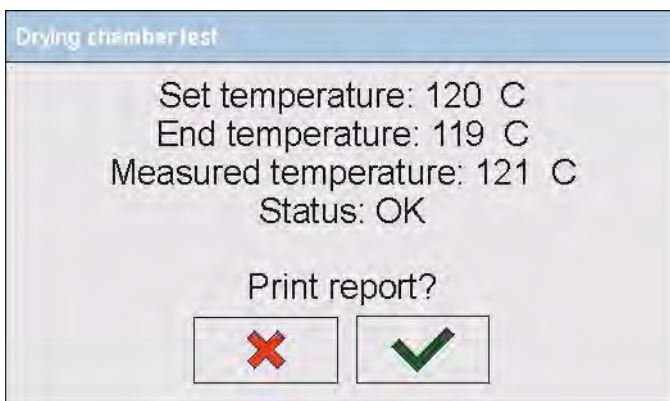 Drying chamber test
Set temperature: 120 C
End temperature: 119 C
Measured temperature: 121 C
Status: OK
Print report?